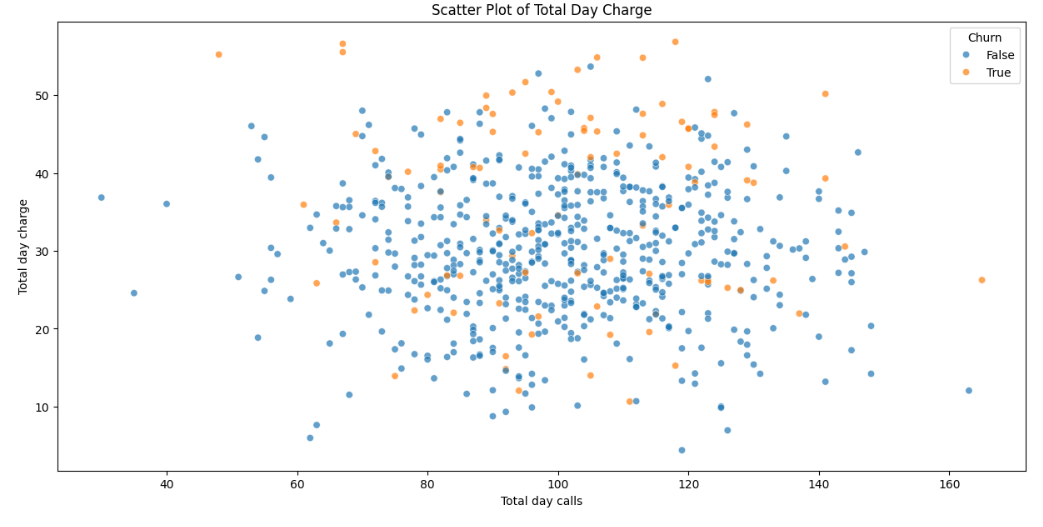 Scatter Plot of Total Day Charge
Churn
False
True
Total day charge
50
40
30
20
10
40
60
80
100
120
140
160
Total day calls